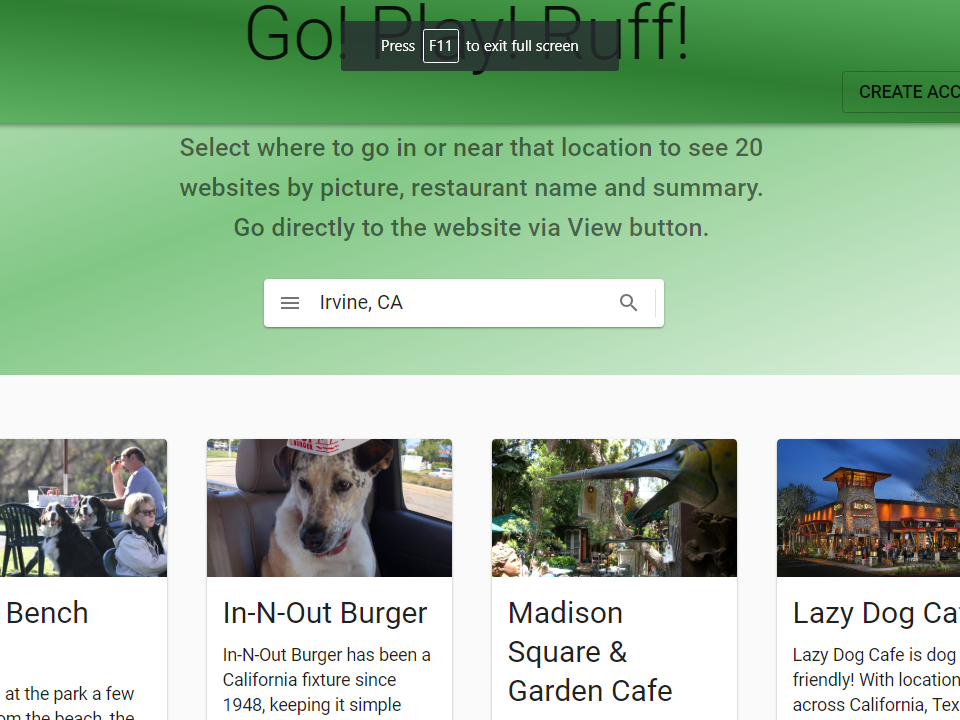 Go! Play! Ruff!
Press F11 to exit full screen
CREATE ACC
Select where to go in or near that location to see 20
websites by picture, restaurant name and summary.
Go directly to the website via View button.
Irvine, CA
BURGER
Bench
at the park a few
om the beach, the
In-N-Out Burger
In-N-Out Burger has been a
California fixture since
1948, keeping it simple
Madison
Square &
Garden Cafe
Lazy Dog Ca
Lazy Dog Cafe is dog
friendly! With location
across California, Tex